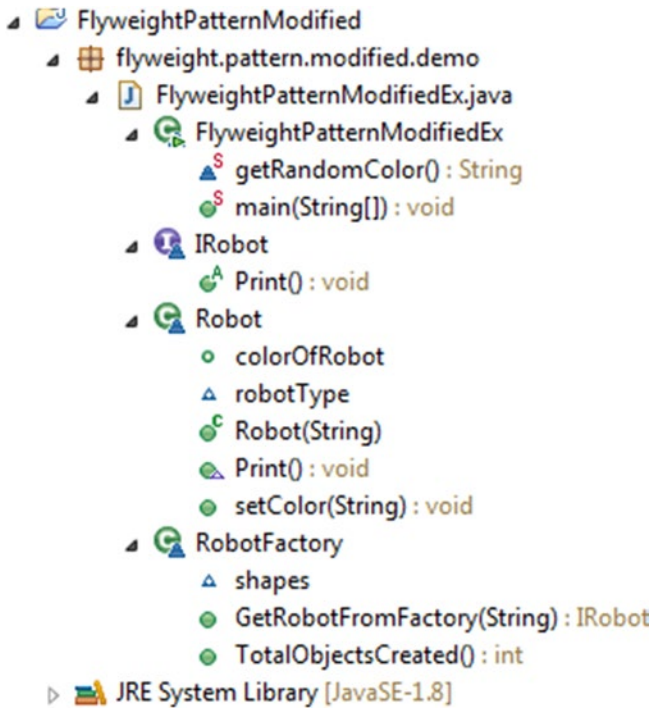 FlyweightPatternModified
flyweight.pattern.modified.demo
J FlyweightPatternModifiedEx.java
C FlyweightPatternModifiedEx
S getRandomColor() : String
S main(String[]) : void
I IRobot
A Print() : void
C Robot
colorOfRobot
robotType
C Robot(String)
Print() : void
setColor(String) : void
C RobotFactory
shapes
GetRobotFromFactory(String) : IRobot
TotalObjectsCreated() : int
JRE System Library [JavaSE-1.8]